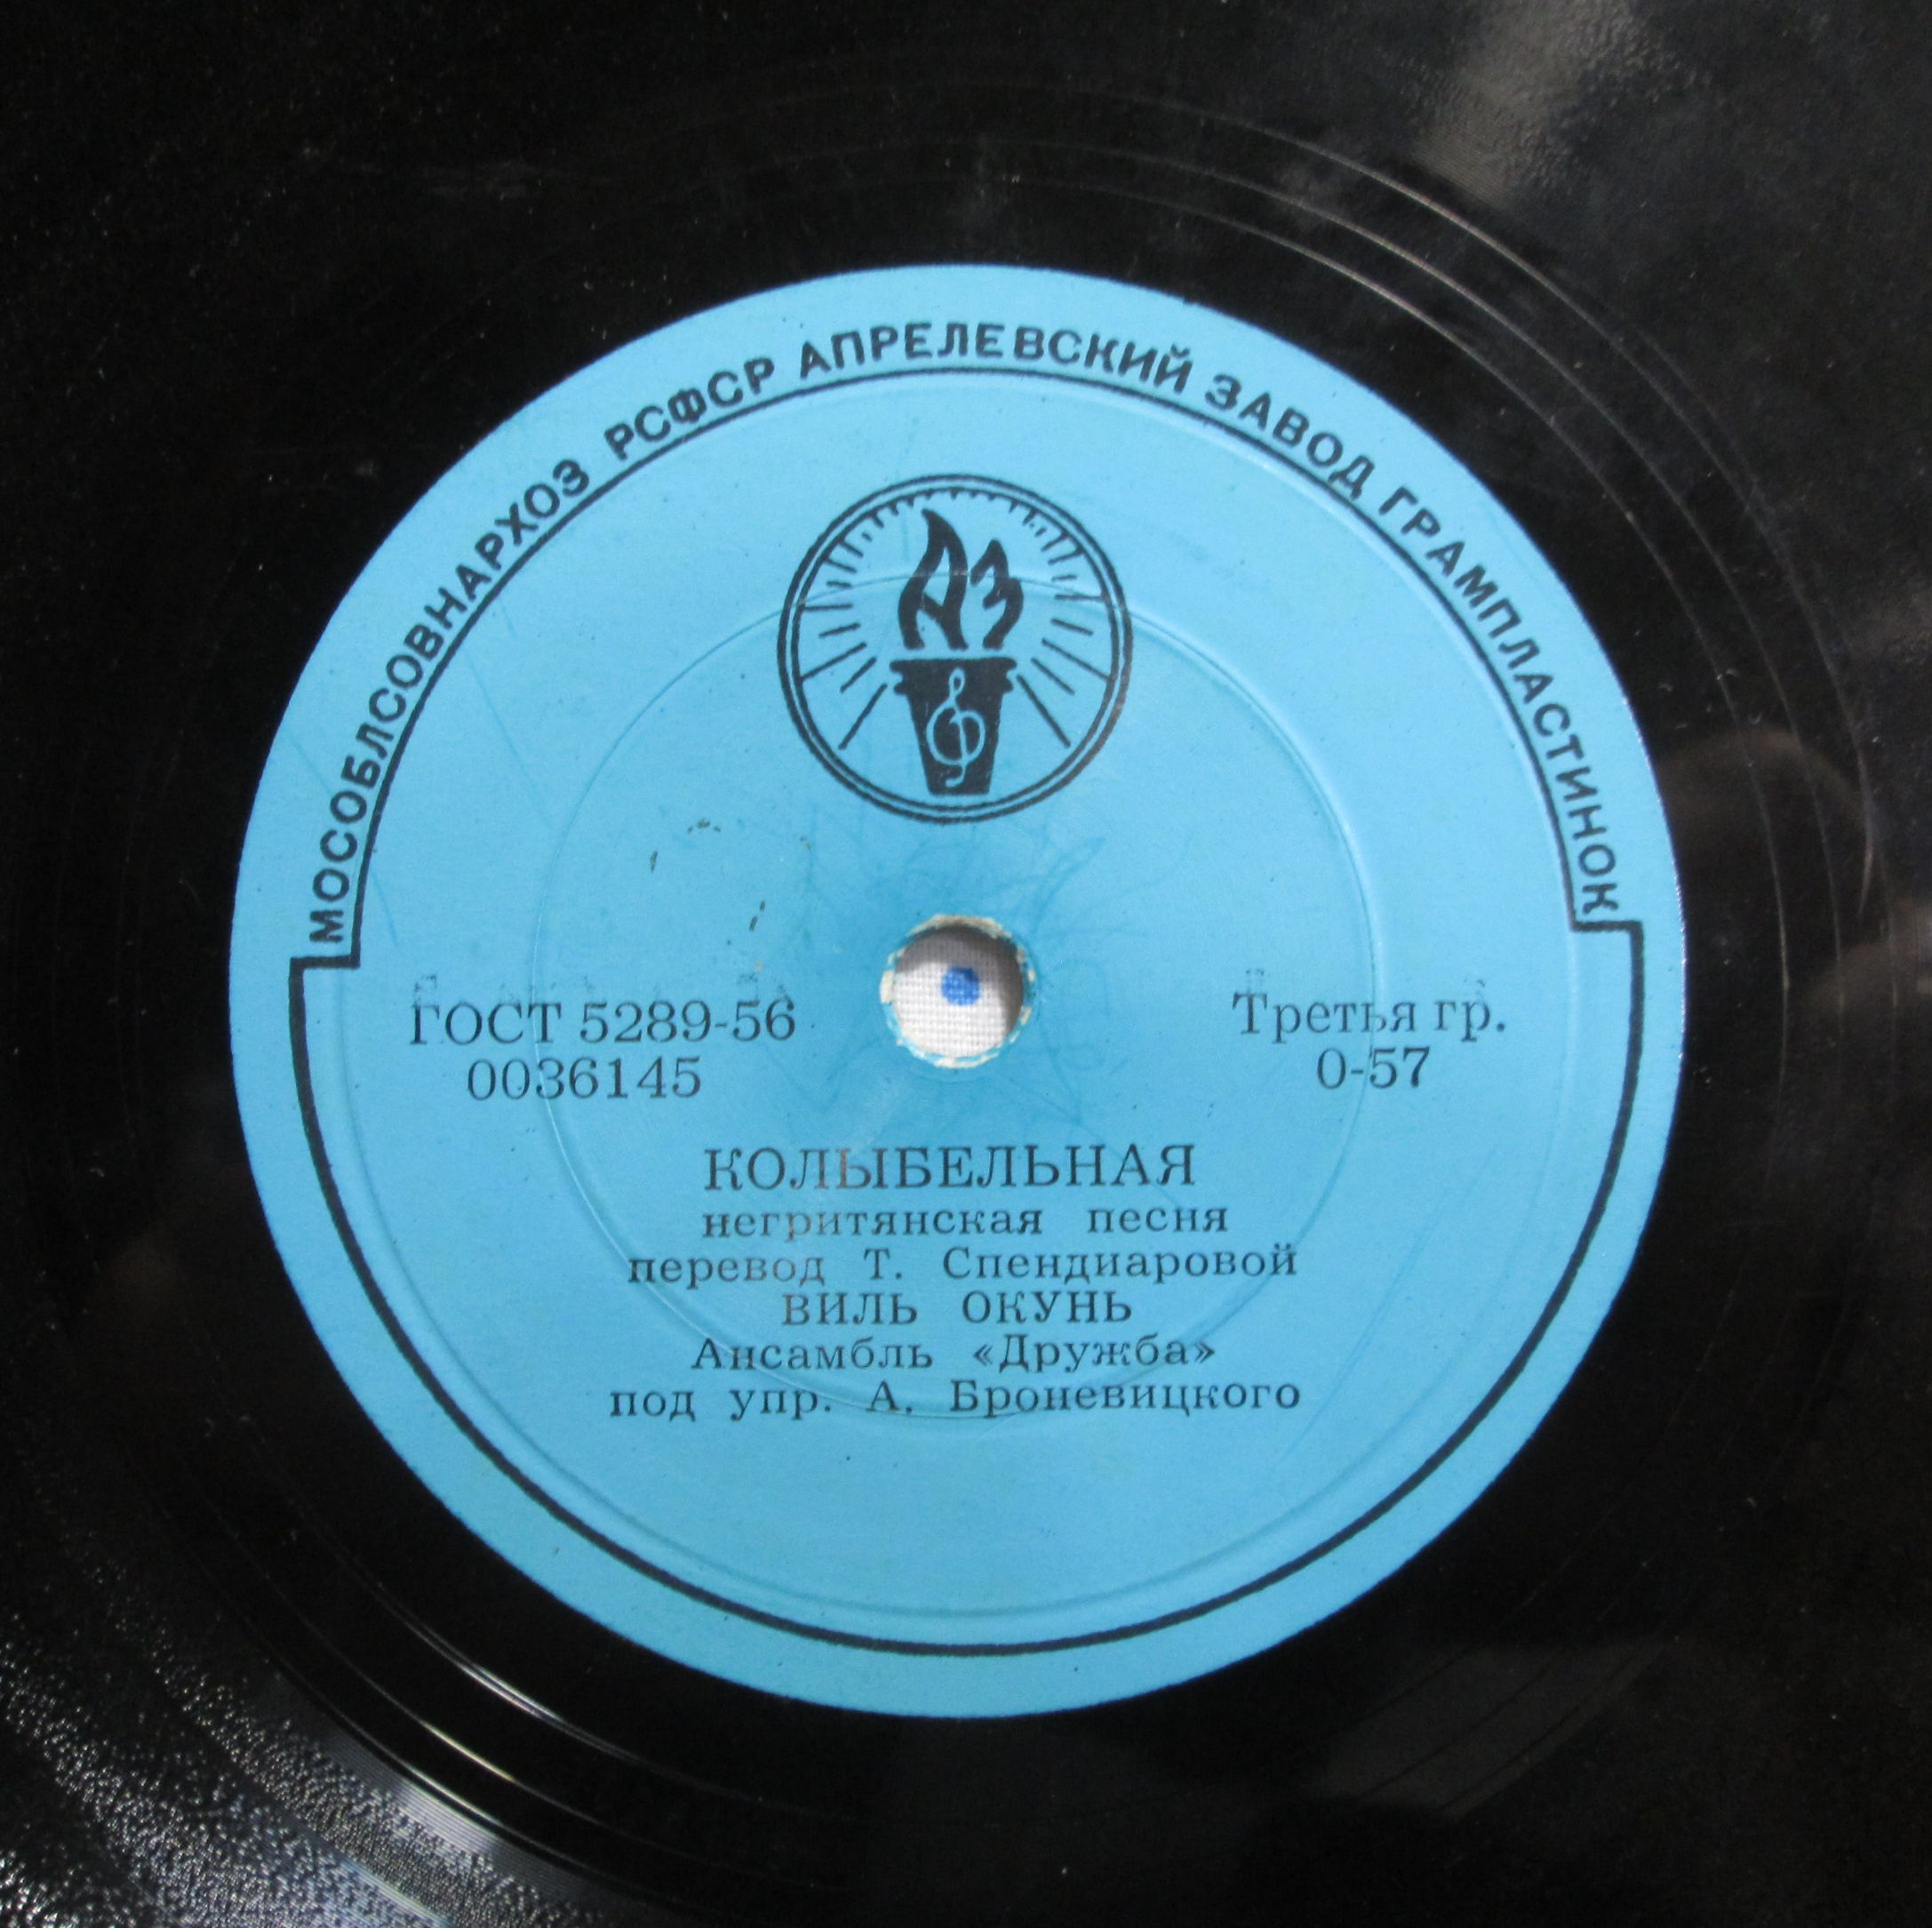 МОСОБЛСОВНАРХОЗ РСФСР АПРЕЛЕВСКИЙ ЗАВОД ГРАМПЛАСТИНОК
АЗ
ГОСТ 5289-56
0036145
Третья гр.
0-57
КОЛЫБЕЛЬНАЯ
негритянская песня
перевод Т. Спендиаровой
ВИЛЬ ОКУНЬ
Ансамбль «Дружба»
под упр. А. Броневицкого